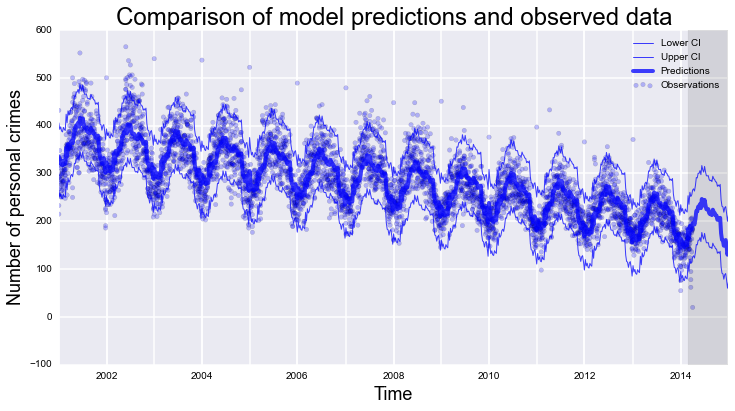 Comparison of model predictions and observed data
Number of personal crimes
600
500
400
300
200
100
0
−100
Lower CI
Upper CI
Predictions
Observations
2002
2004
2006
2008
2010
2012
2014
Time